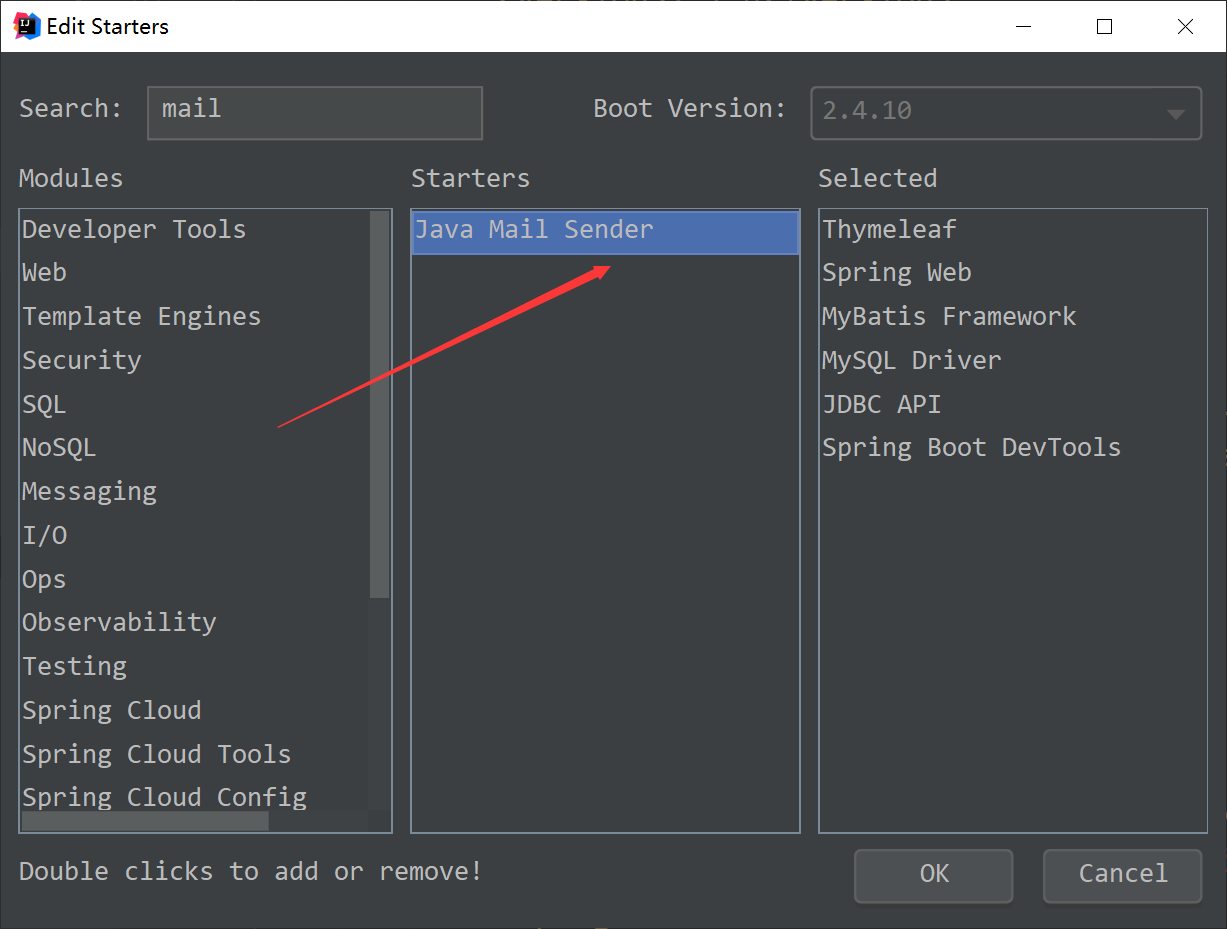 Edit Starters
Search: mail
Boot Version: 2.4.10
Modules
Developer Tools
Web
Template Engines
Security
SQL
NoSQL
Messaging
I/O
Ops
Observability
Testing
Spring Cloud
Spring Cloud Tools
Spring Cloud Config
Starters
Java Mail Sender
Selected
Thymeleaf
Spring Web
MyBatis Framework
MySQL Driver
JDBC API
Spring Boot DevTools
Double clicks to add or remove!
OK
Cancel